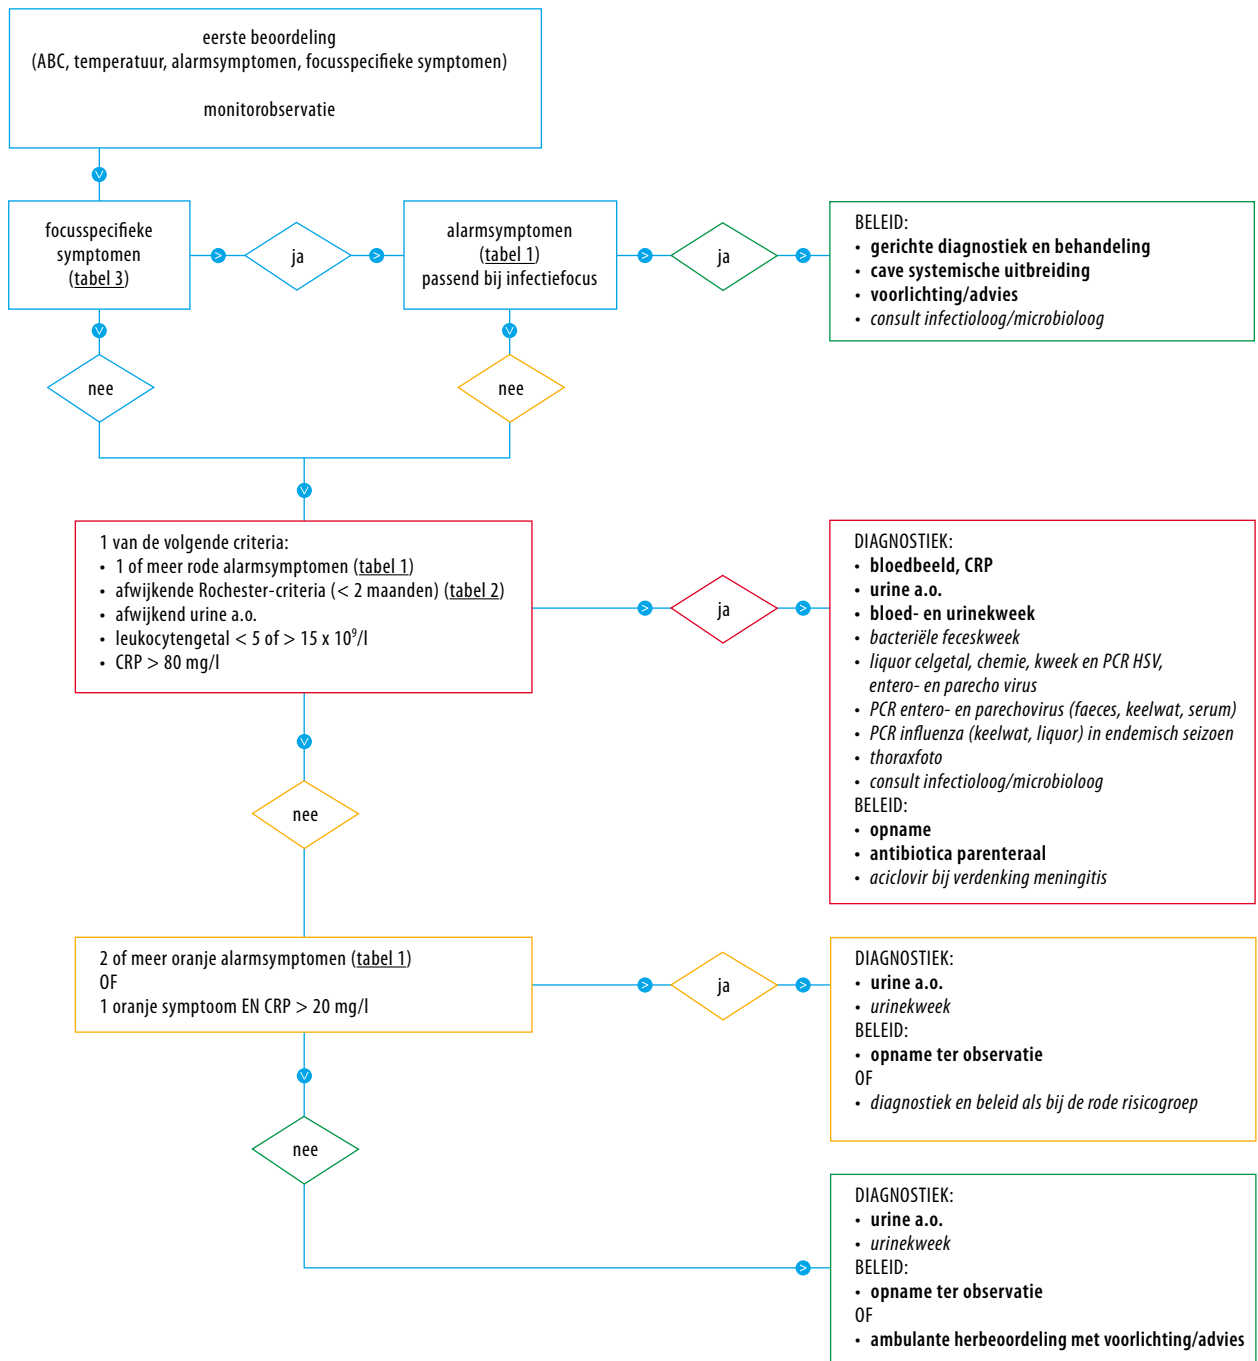 eerste beoordeling
(ABC, temperatuur, alarmsymptomen, focusspecifieke symptomen)
monitorobservatie
focusspecifieke
symptomen
(tabel 3)
ja
alarmsymptomen
(tabel 1)
passend bij infectiefocus
ja
BELEID:
• gerichte diagnostiek en behandeling
• cave systemische uitbreiding
• voorlichting/advies
• consult infectioloog/microbioloog
nee
nee
1 van de volgende criteria:
• 1 of meer rode alarmsymptomen (tabel 1)
• afwijkende Rochester-criteria (< 2 maanden) (tabel 2)
• afwijkend urine a.o.
• leukocytengetal < 5 of > 15 x 10⁹/l
• CRP > 80 mg/l
ja
DIAGNOSTIEK:
• bloedbeeld, CRP
• urine a.o.
• bloed- en urinekweek
• bacteriële feceskweek
• liquor celgetal, chemie, kweek en PCR HSV,
entero- en parecho virus
• PCR entero- en parechovirus (faeces, keelwat, serum)
• PCR influenza (keelwat, liquor) in endemisch seizoen
• thoraxfoto
• consult infectioloog/microbioloog
BELEID:
• opname
• antibiotica parenteraal
• aciclovir bij verdenking meningitis
nee
2 of meer oranje alarmsymptomen (tabel 1)
OF
1 oranje symptoom EN CRP > 20 mg/l
ja
DIAGNOSTIEK:
• urine a.o.
• urinekweek
BELEID:
• opname ter observatie
OF
• diagnostiek en beleid als bij de rode risicogroep
nee
DIAGNOSTIEK:
• urine a.o.
• urinekweek
BELEID:
• opname ter observatie
OF
• ambulante herbeoordeling met voorlichting/advies